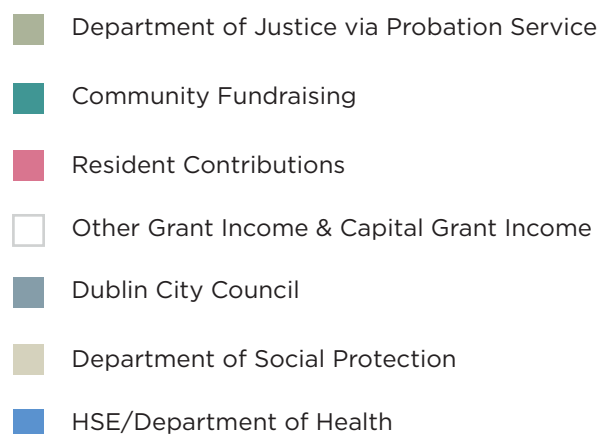 Department of Justice via Probation Service
Community Fundraising
Resident Contributions
Other Grant Income & Capital Grant Income
Dublin City Council
Department of Social Protection
HSE/Department of Health